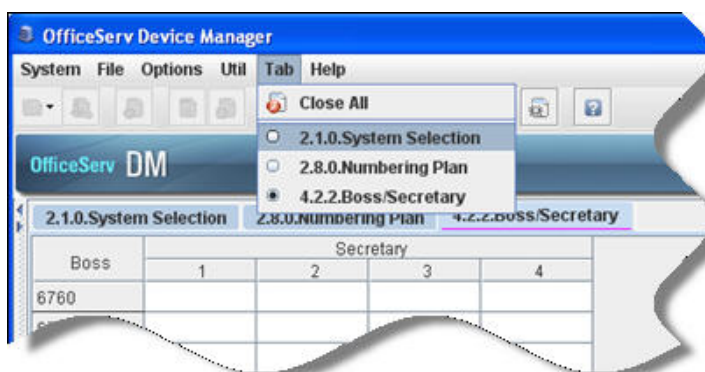 OfficeServ Device Manager
System File Options Util Tab Help
Close All
2.1.0.System Selection
2.8.0.Numbering Plan
4.2.2.Boss/Secretary
OfficeServ DM
2.1.0.System Selection 2.8.0.Numbering Plan 4.2.2.Boss/Secretary
Boss Secretary
1 2 3 4
6760